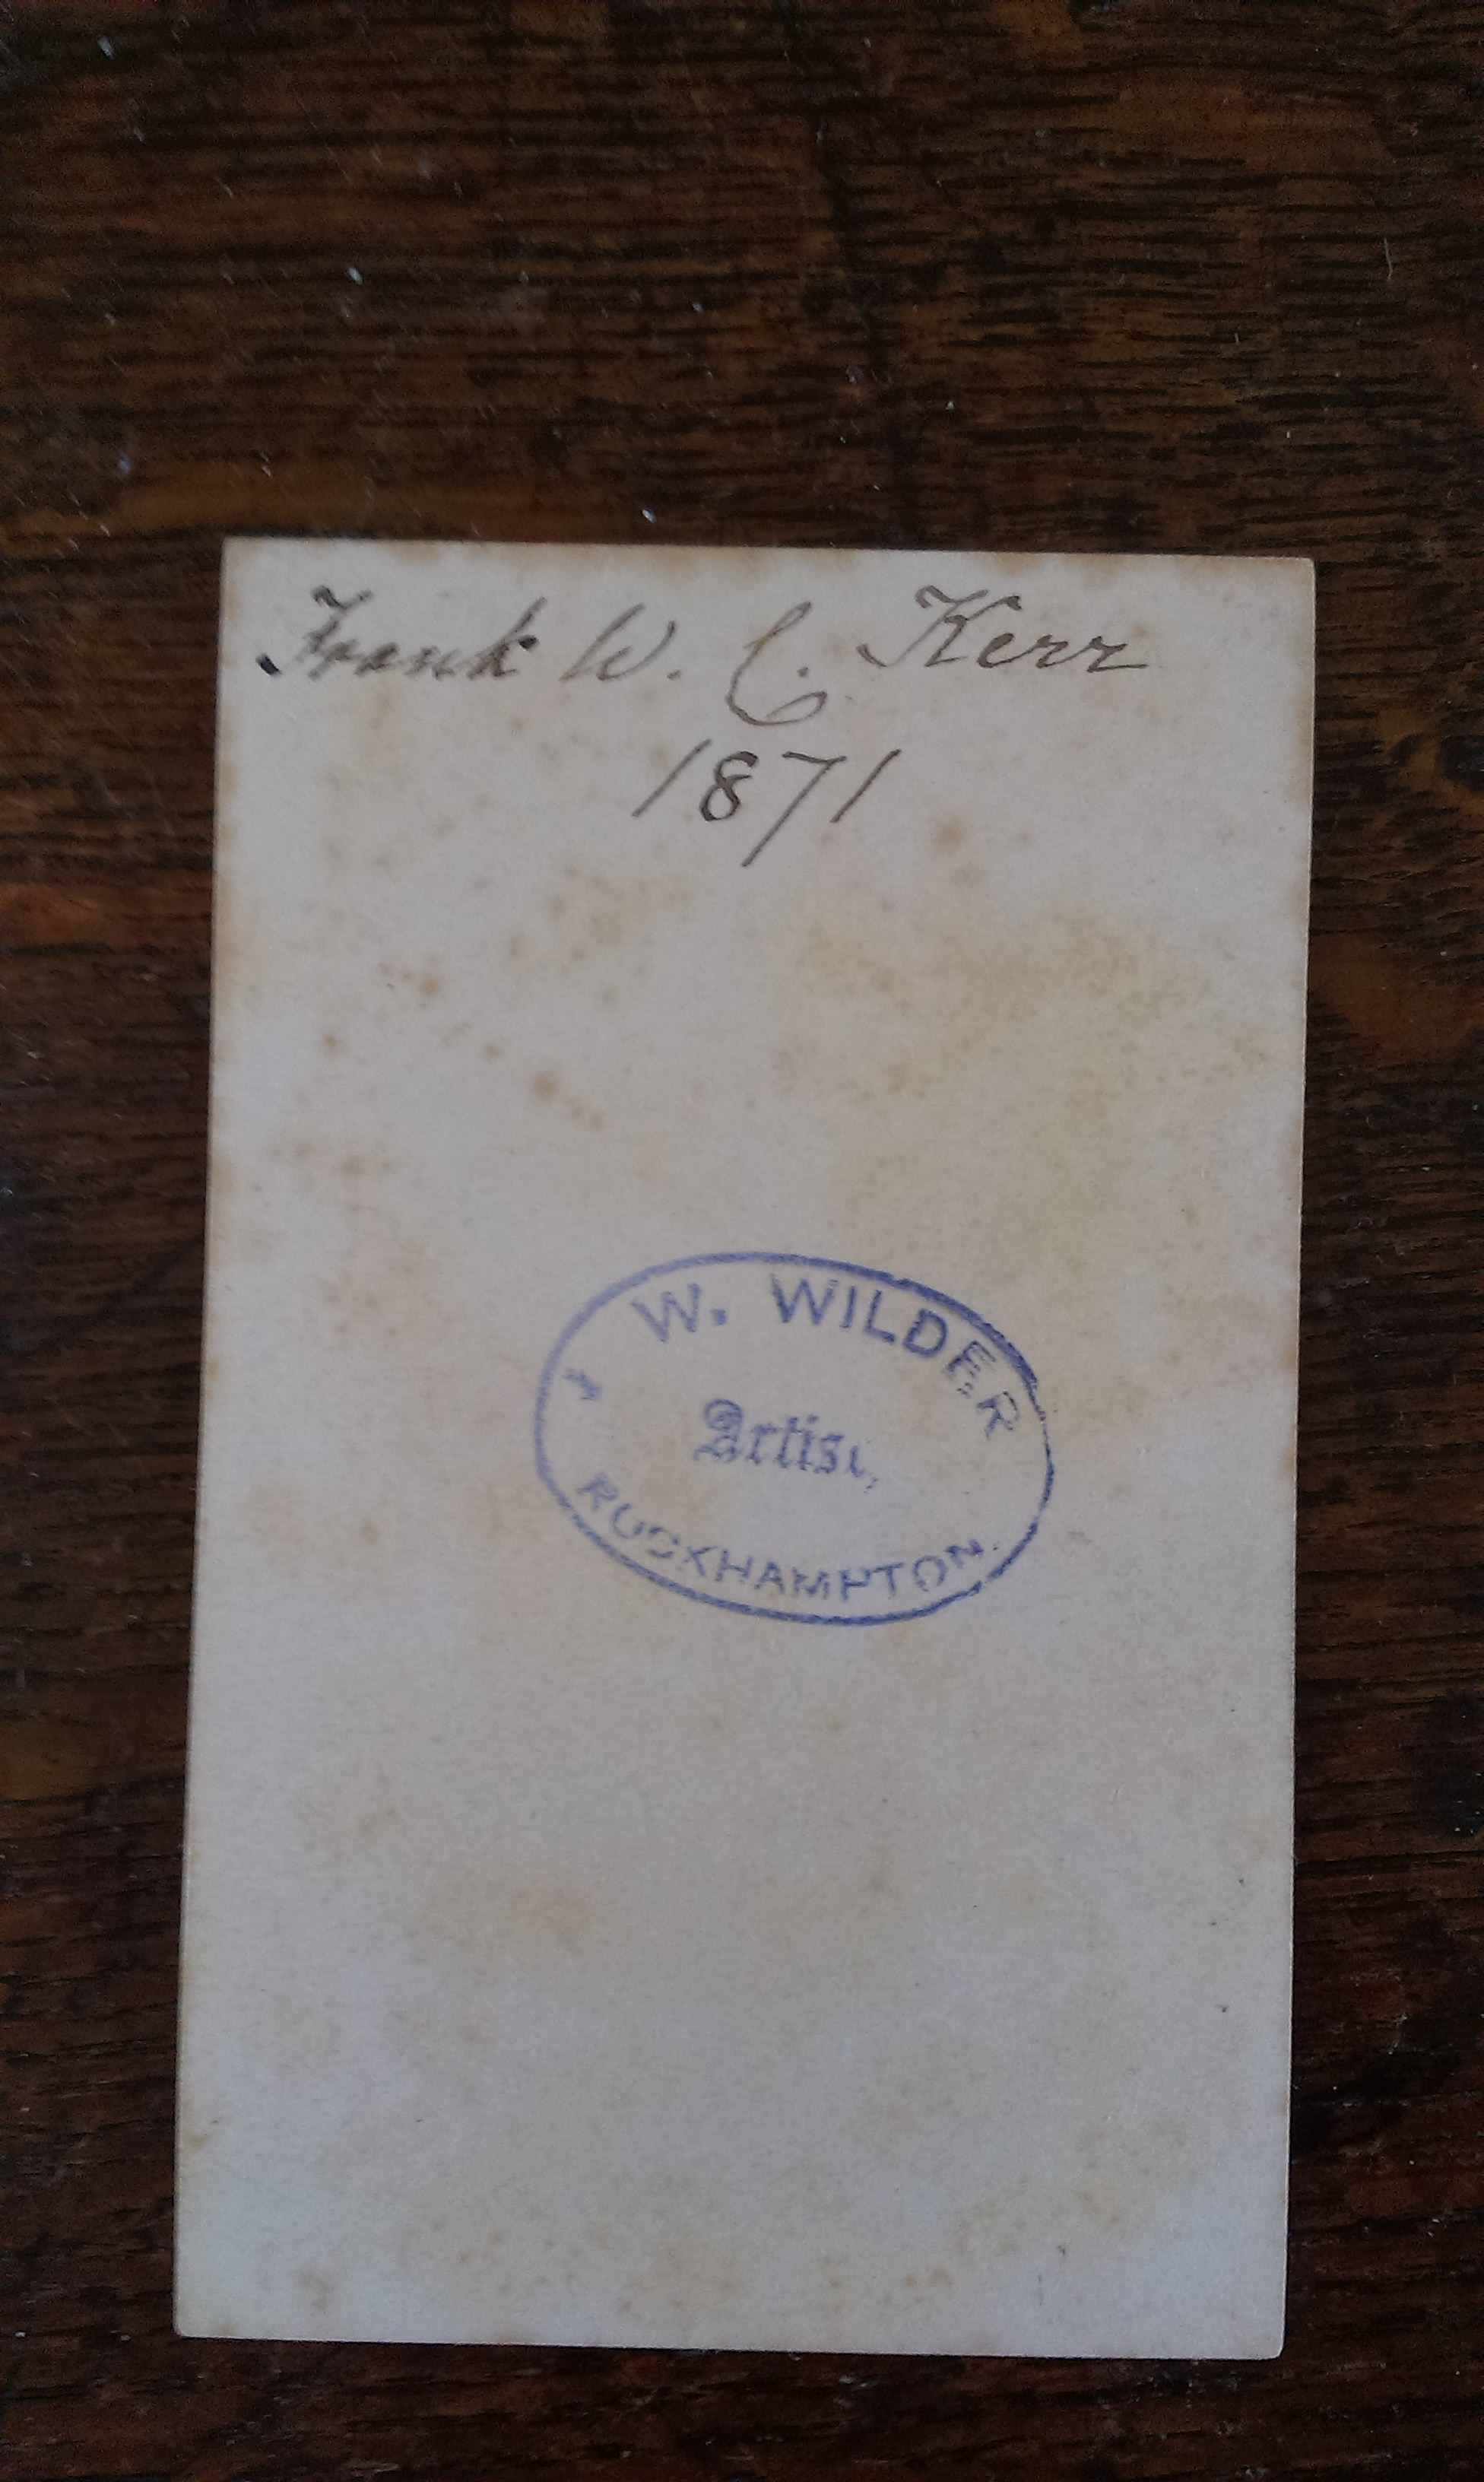 Frank W. C. Kerr
1871
J W. WILDER
Artist,
ROCKHAMPTON.